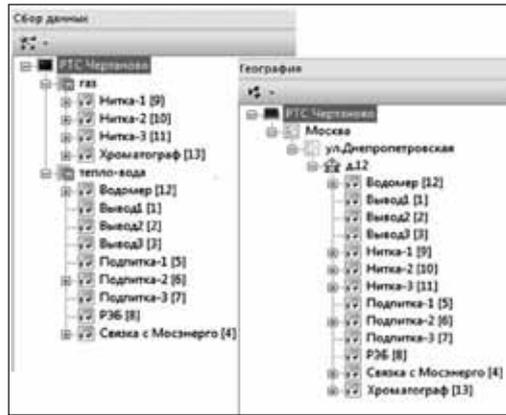 Сбор данных
РТС Чертаново
газ
Нитка-1 [9]
Нитка-2 [10]
Нитка-3 [11]
Хроматограф [13]
тепло-вода
Водомер [12]
Вывод1 [1]
Вывод2 [2]
Вывод3 [3]
Подпитка-1 [5]
Подпитка-2 [6]
Подпитка-3 [7]
РЭБ [8]
Связка с Мосэнерго [4]
География
РТС Чертаново
Москва
ул.Днепропетровская
д.12
Водомер [12]
Вывод1 [1]
Вывод2 [2]
Вывод3 [3]
Нитка-1 [9]
Нитка-2 [10]
Нитка-3 [11]
Подпитка-1 [5]
Подпитка-2 [6]
Подпитка-3 [7]
РЭБ [8]
Связка с Мосэнерго [4]
Хроматограф [13]